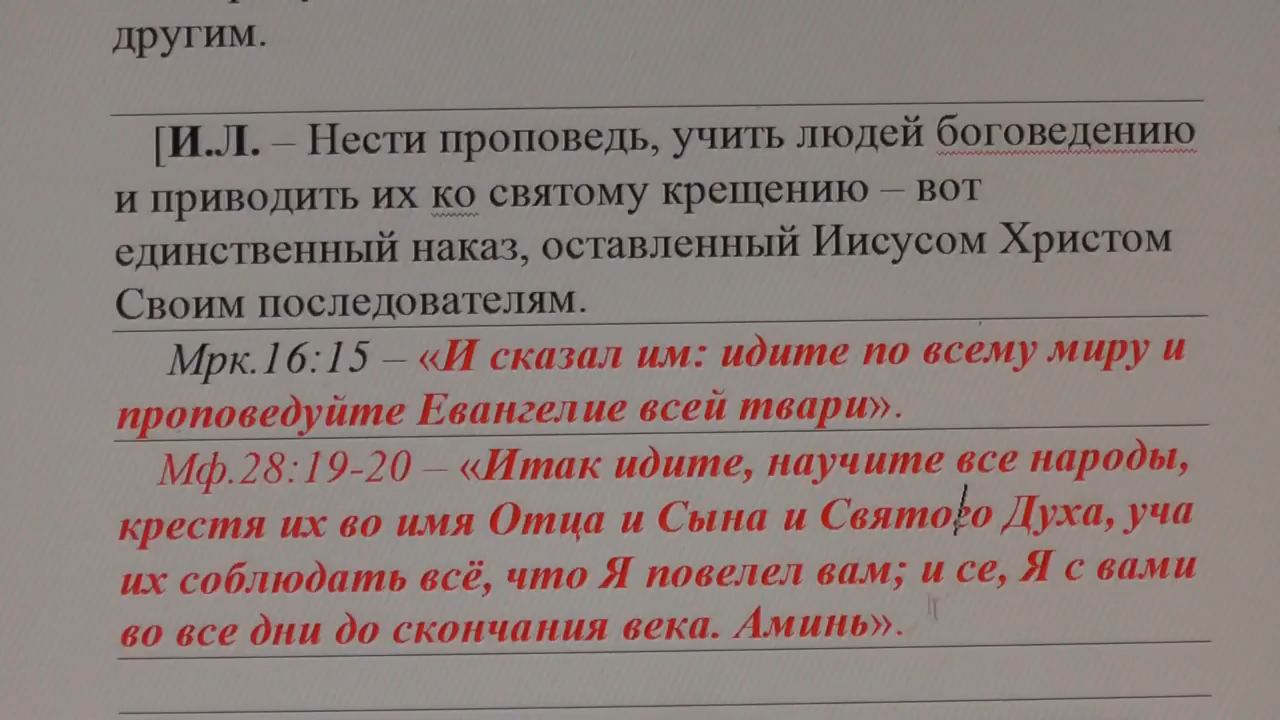 другим.
[И.Л. – Нести проповедь, учить людей боговедению
и приводить их ко святому крещению – вот
единственный наказ, оставленный Иисусом Христом
Своим последователям.
Мрк.16:15 – «И сказал им: идите по всему миру и
проповедуйте Евангелие всей твари».
Мф.28:19-20 – «Итак идите, научите все народы,
крестя их во имя Отца и Сына и Святого Духа, уча
их соблюдать всё, что Я повелел вам; и се, Я с вами
во все дни до скончания века. Аминь».